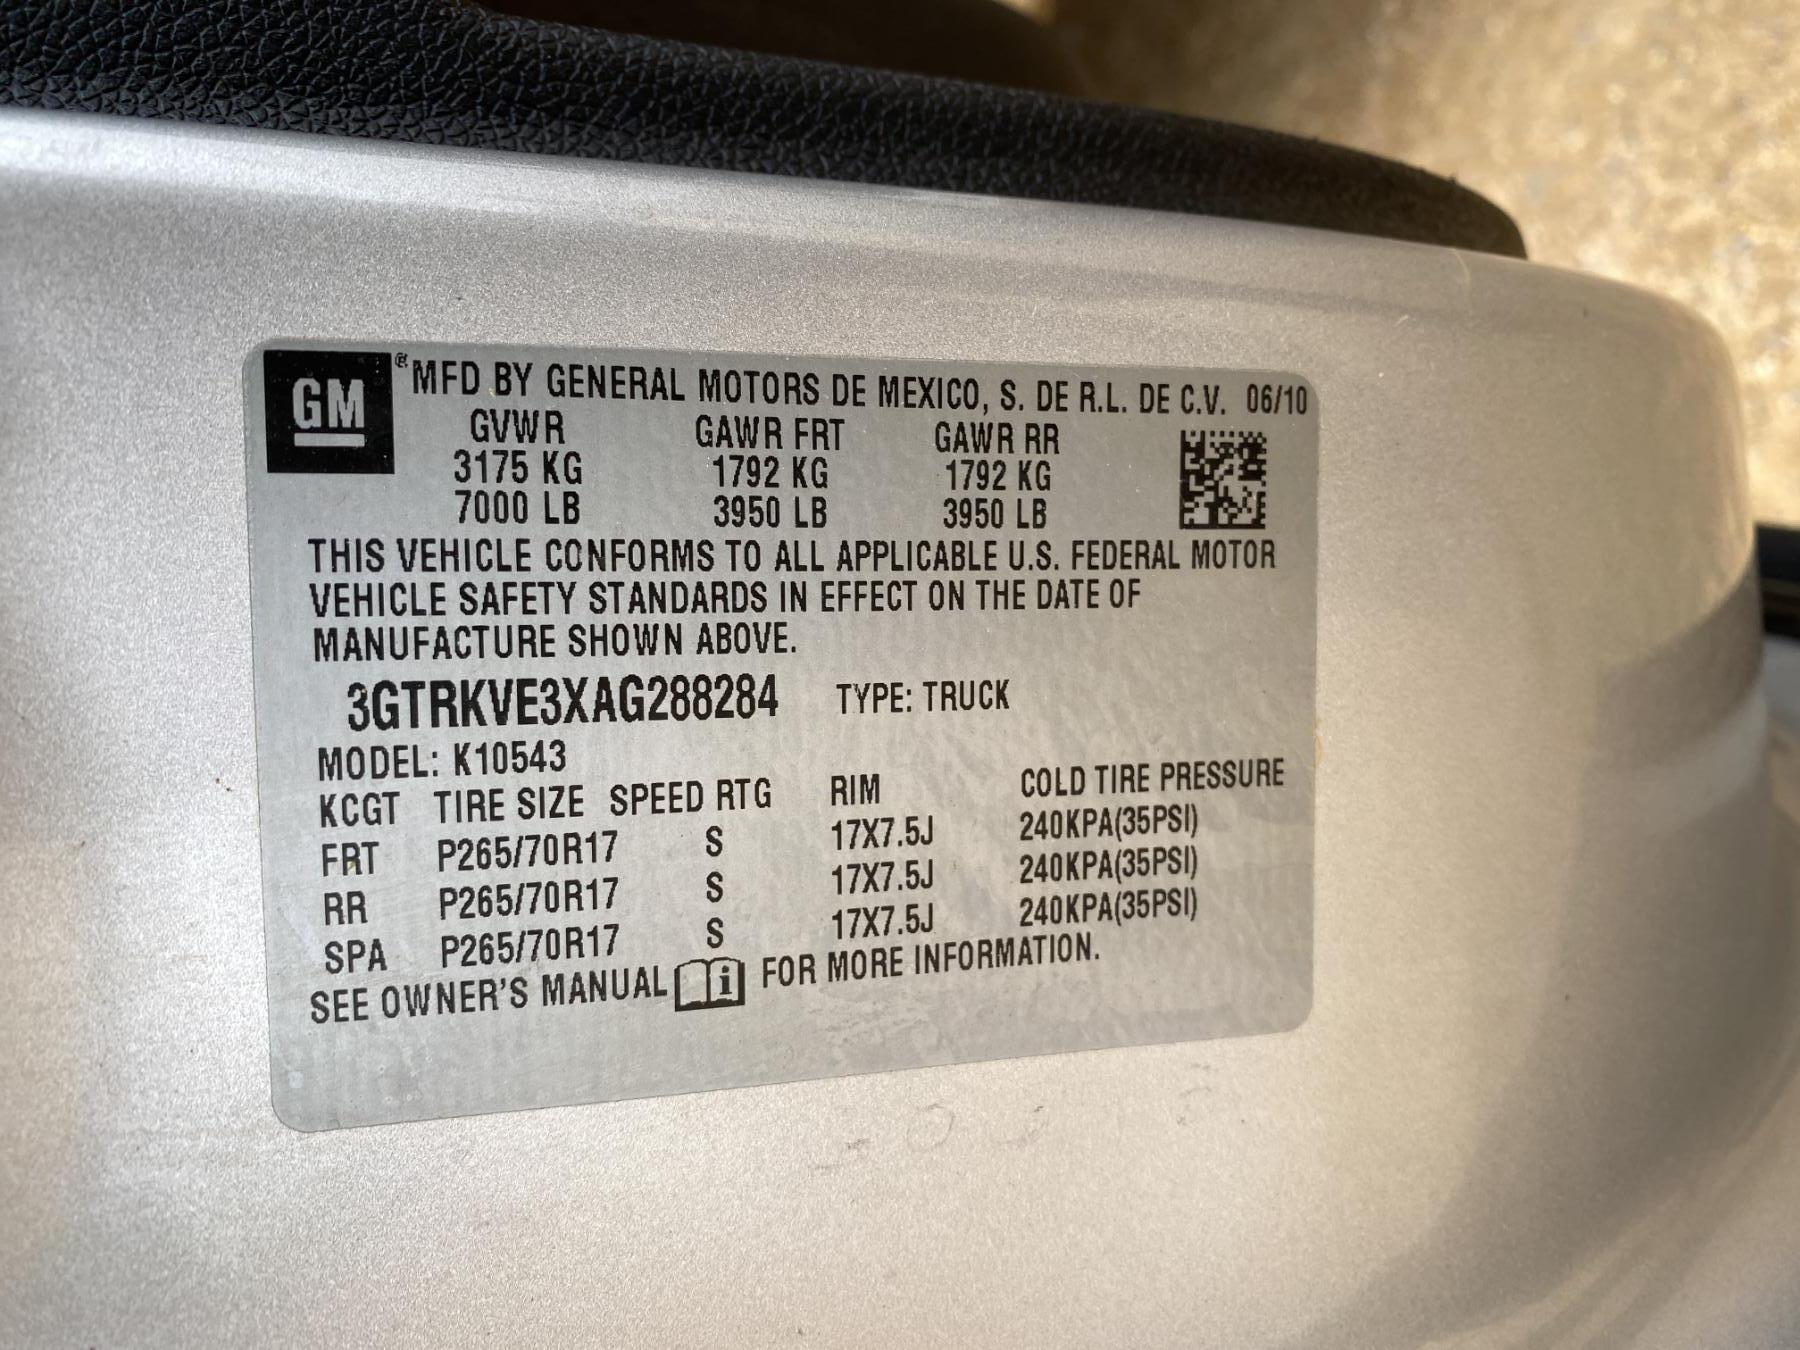 GM ® MFD BY GENERAL MOTORS DE MEXICO, S. DE R.L. DE C.V. 06/10
GVWR GAWR FRT GAWR RR
3175 KG 1792 KG 1792 KG
7000 LB 3950 LB 3950 LB
THIS VEHICLE CONFORMS TO ALL APPLICABLE U.S. FEDERAL MOTOR
VEHICLE SAFETY STANDARDS IN EFFECT ON THE DATE OF
MANUFACTURE SHOWN ABOVE.
3GTRKVE3XAG288284 TYPE: TRUCK
MODEL: K10543
KCGT TIRE SIZE SPEED RTG RIM COLD TIRE PRESSURE
FRT P265/70R17 S 17X7.5J 240KPA(35PSI)
RR P265/70R17 S 17X7.5J 240KPA(35PSI)
SPA P265/70R17 S 17X7.5J 240KPA(35PSI)
SEE OWNER'S MANUAL i FOR MORE INFORMATION.